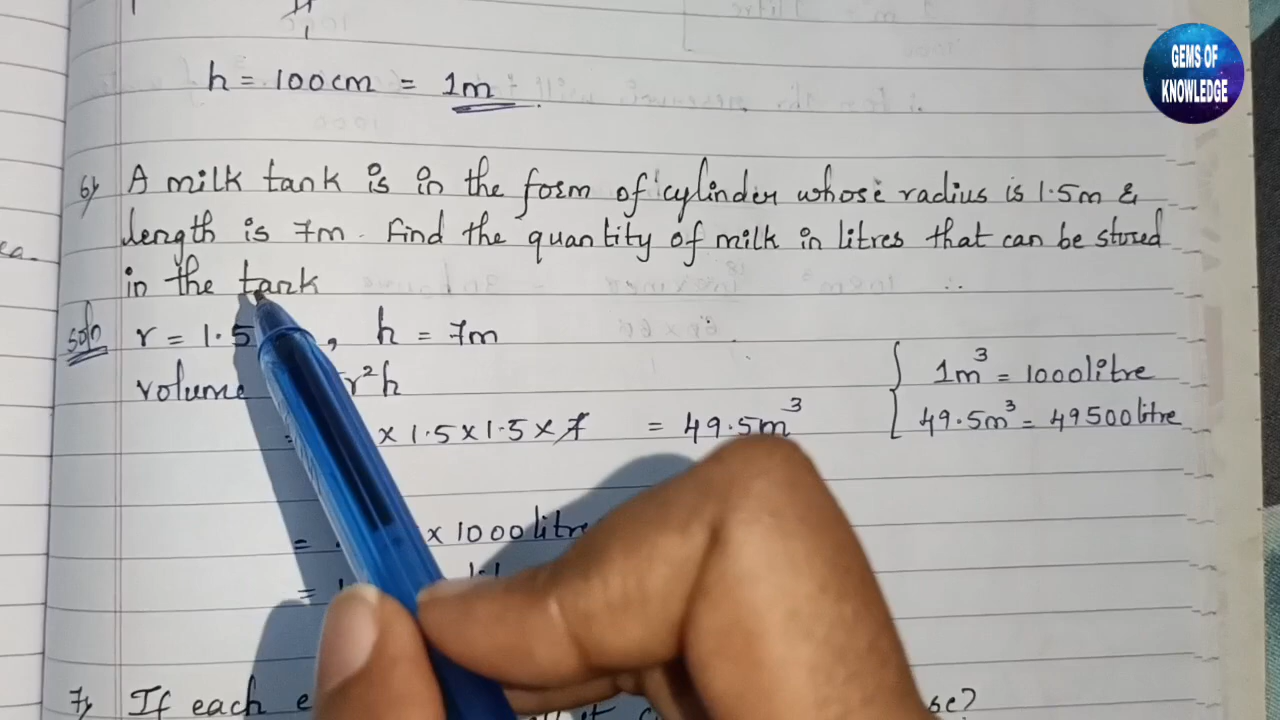 h = 100cm = 1m
GEMS OF
KNOWLEDGE
6) A milk tank is in the form of cylinder whose radius is 1.5m &
length is 7m. Find the quantity of milk in litres that can be stored
in the tank
soln r = 1.5 , h = 7m
volume r²h
× 1.5 × 1.5 × 7 = 49.5m³
{ 1m³ = 1000litre
49.5m³ = 49500litre
= × 1000litre
=
7) If each e
se?